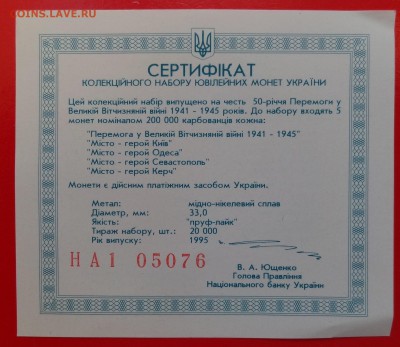 COINS.LAVE.RU
СЕРТИФІКАТ
КОЛЕКЦІЙНОГО НАБОРУ ЮВІЛЕЙНИХ МОНЕТ УКРАЇНИ
Цей колекційний набір випущено на честь 50-річчя Перемоги у
Великій Вітчизняній війні 1941 - 1945 років. До набору входять 5
монет номіналом 200 000 карбованців кожна:
"Перемога у Великій Вітчизняній війні 1941 - 1945"
"Місто - герой Київ"
"Місто - герой Одеса"
"Місто - герой Севастополь"
"Місто - герой Керч"
Монети є дійсним платіжним засобом України.
Метал: мідно-нікелевий сплав
Діаметр, мм: 33,0
Якість: "пруф-лайк"
Тираж набору, шт.: 20 000
Рік випуску: 1995
НА1 05076
В. А. Ющенко
Голова Правління
Національного банку України